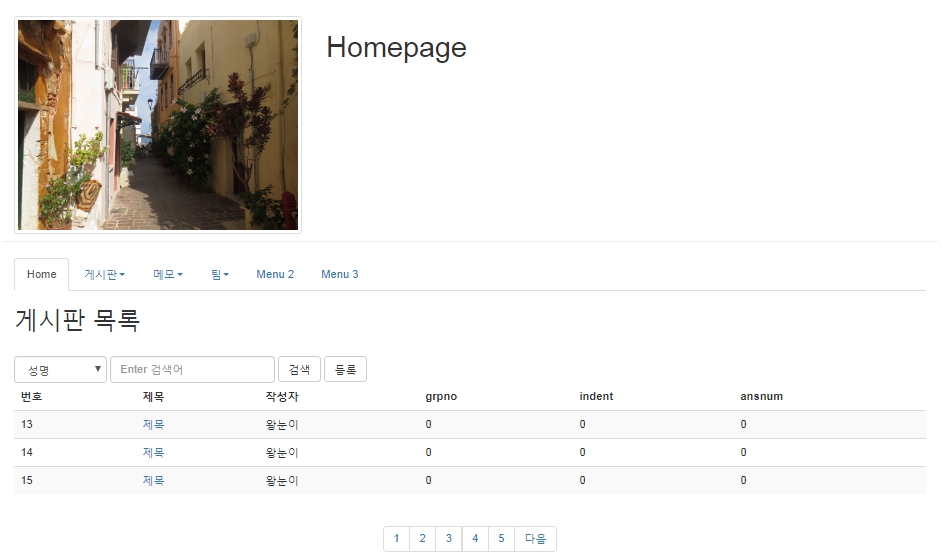 Homepage
Home 게시판 메모 팀 Menu 2 Menu 3
게시판 목록
성명 Enter 검색어 검색 등록
번호 제목 작성자 grpno indent ansnum
13 제목 왕눈이 0 0 0
14 제목 왕눈이 0 0 0
15 제목 왕눈이 0 0 0
1 2 3 4 5 다음